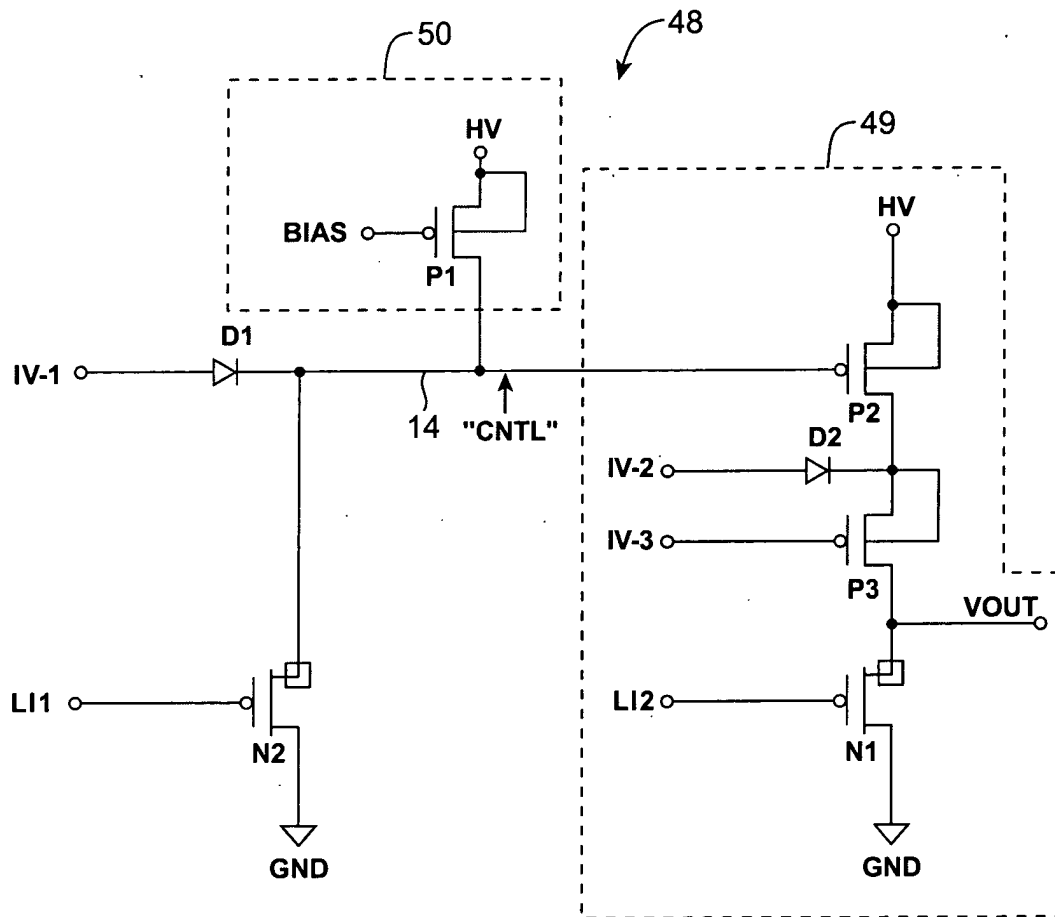 50
48
49
HV
HV
BIAS
P1
D1
IV-1
14
"CNTL"
P2
D2
IV-2
IV-3
P3
VOUT
LI1
N2
LI2
N1
GND
GND